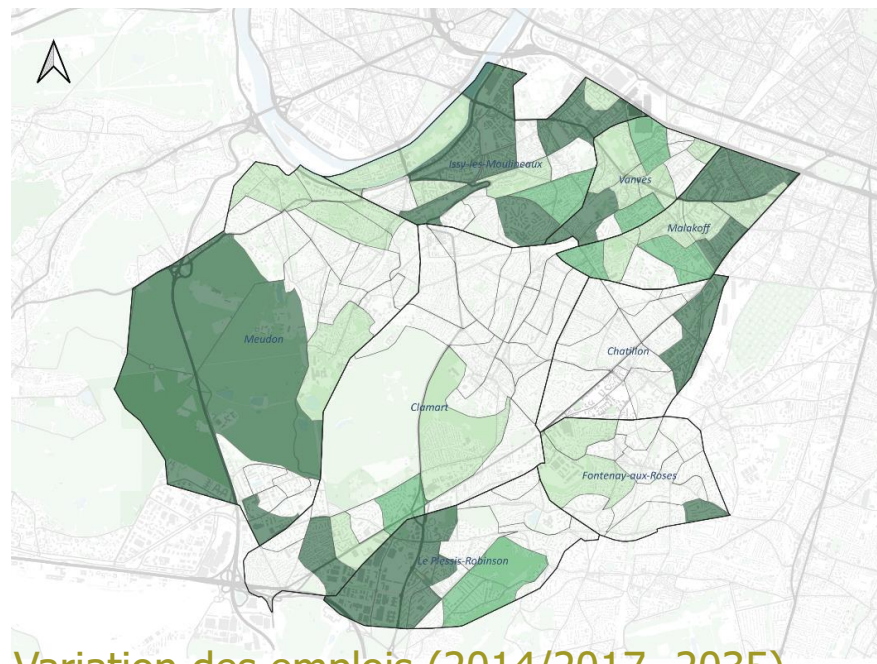 Issy-les-Moulineaux
Vanves
Malakoff
Meudon
Chatillon
Clamart
Fontenay-aux-Roses
Le Plessis-Robinson
Variation des emplois (2014/2017- 2035)